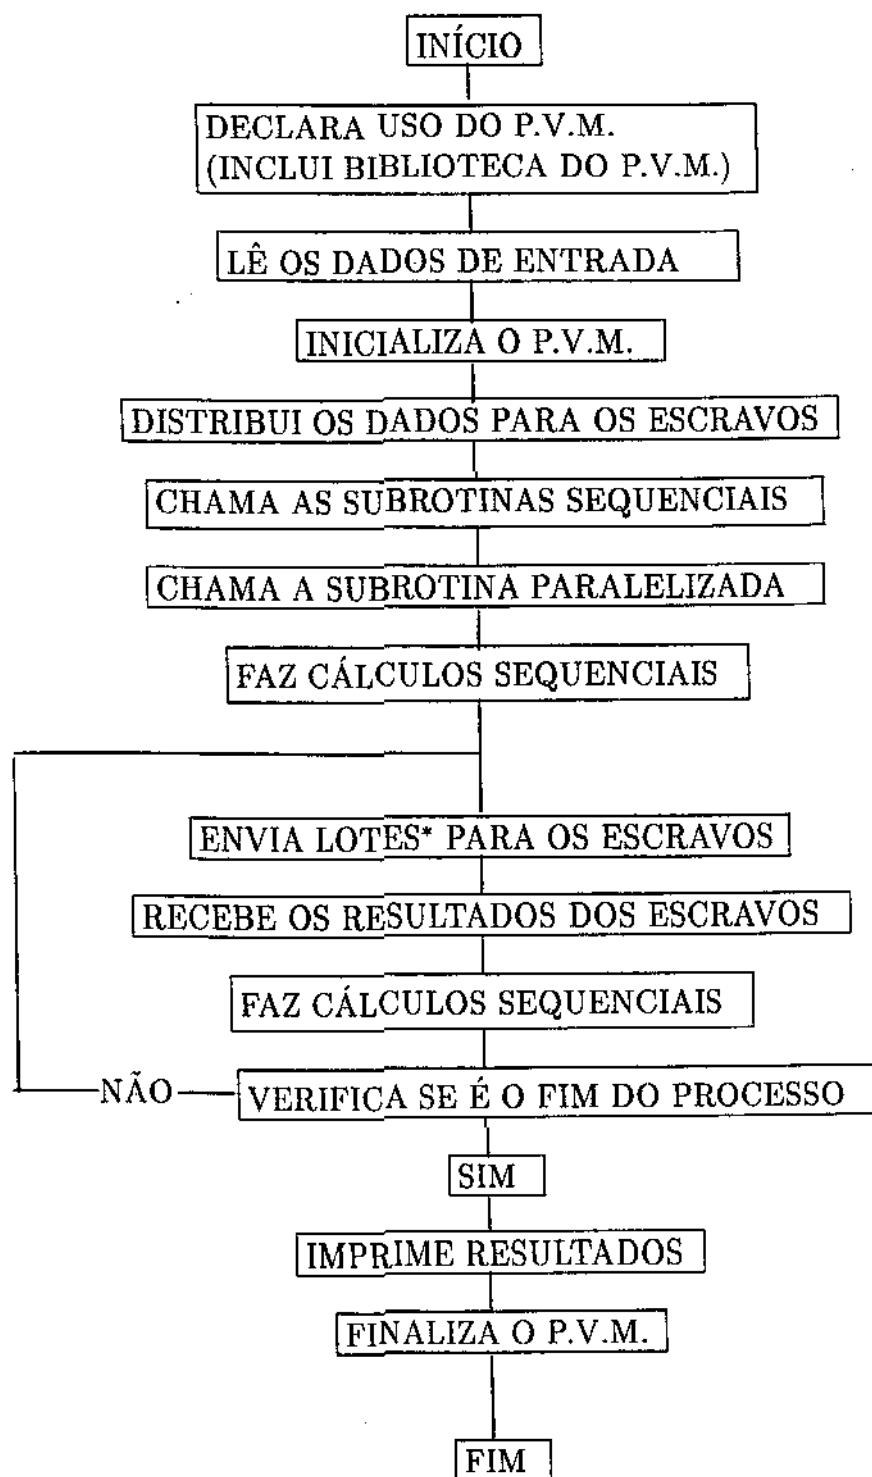 INÍCIO
DECLARA USO DO P.V.M.
(INCLUI BIBLIOTECA DO P.V.M.)
LÊ OS DADOS DE ENTRADA
INICIALIZA O P.V.M.
DISTRIBUI OS DADOS PARA OS ESCRAVOS
CHAMA AS SUBROTINAS SEQUENCIAIS
CHAMA A SUBROTINA PARALELIZADA
FAZ CÁLCULOS SEQUENCIAIS
ENVIA LOTES* PARA OS ESCRAVOS
RECEBE OS RESULTADOS DOS ESCRAVOS
FAZ CÁLCULOS SEQUENCIAIS
NÃO VERIFICA SE É O FIM DO PROCESSO
SIM
IMPRIME RESULTADOS
FINALIZA O P.V.M.
FIM